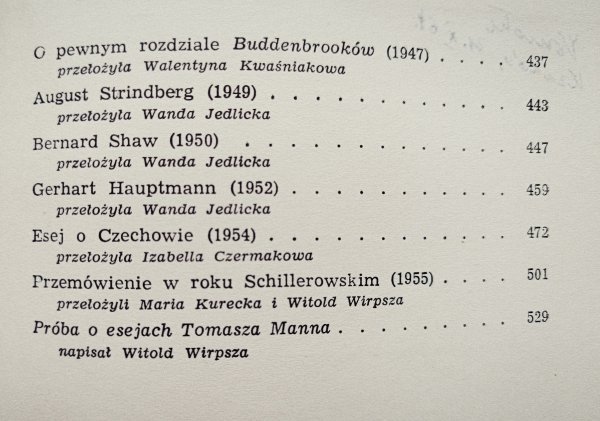 O pewnym rozdziale Buddenbrooków (1947) . . . . 437
przełożyła Walentyna Kwaśniakowa
August Strindberg (1949) . . . . . . . . . . . 443
przełożyła Wanda Jedlicka
Bernard Shaw (1950) . . . . . . . . . . . . 447
przełożyła Wanda Jedlicka
Gerhart Hauptmann (1952) . . . . . . . . . . 459
przełożyła Wanda Jedlicka
Esej o Czechowie (1954) . . . . . . . . . . . 472
przełożyła Izabella Czermakowa
Przemówienie w roku Schillerowskim (1955) . . . . 501
przełożyli Maria Kurecka i Witold Wirpsza
Próba o esejach Tomasza Manna . . . . . . . . 529
napisał Witold Wirpsza